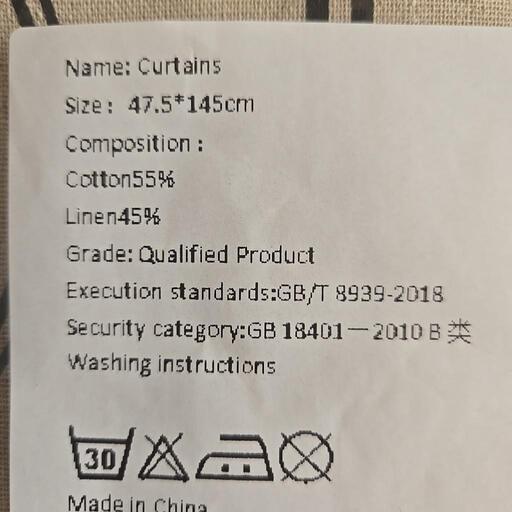 Name: Curtains
Size: 47.5*145cm
Composition:
Cotton55%
Linen45%
Grade: Qualified Product
Execution standards:GB/T 8939-2018
Security category:GB 18401—2010 B 类
Washing instructions
30
Made in China